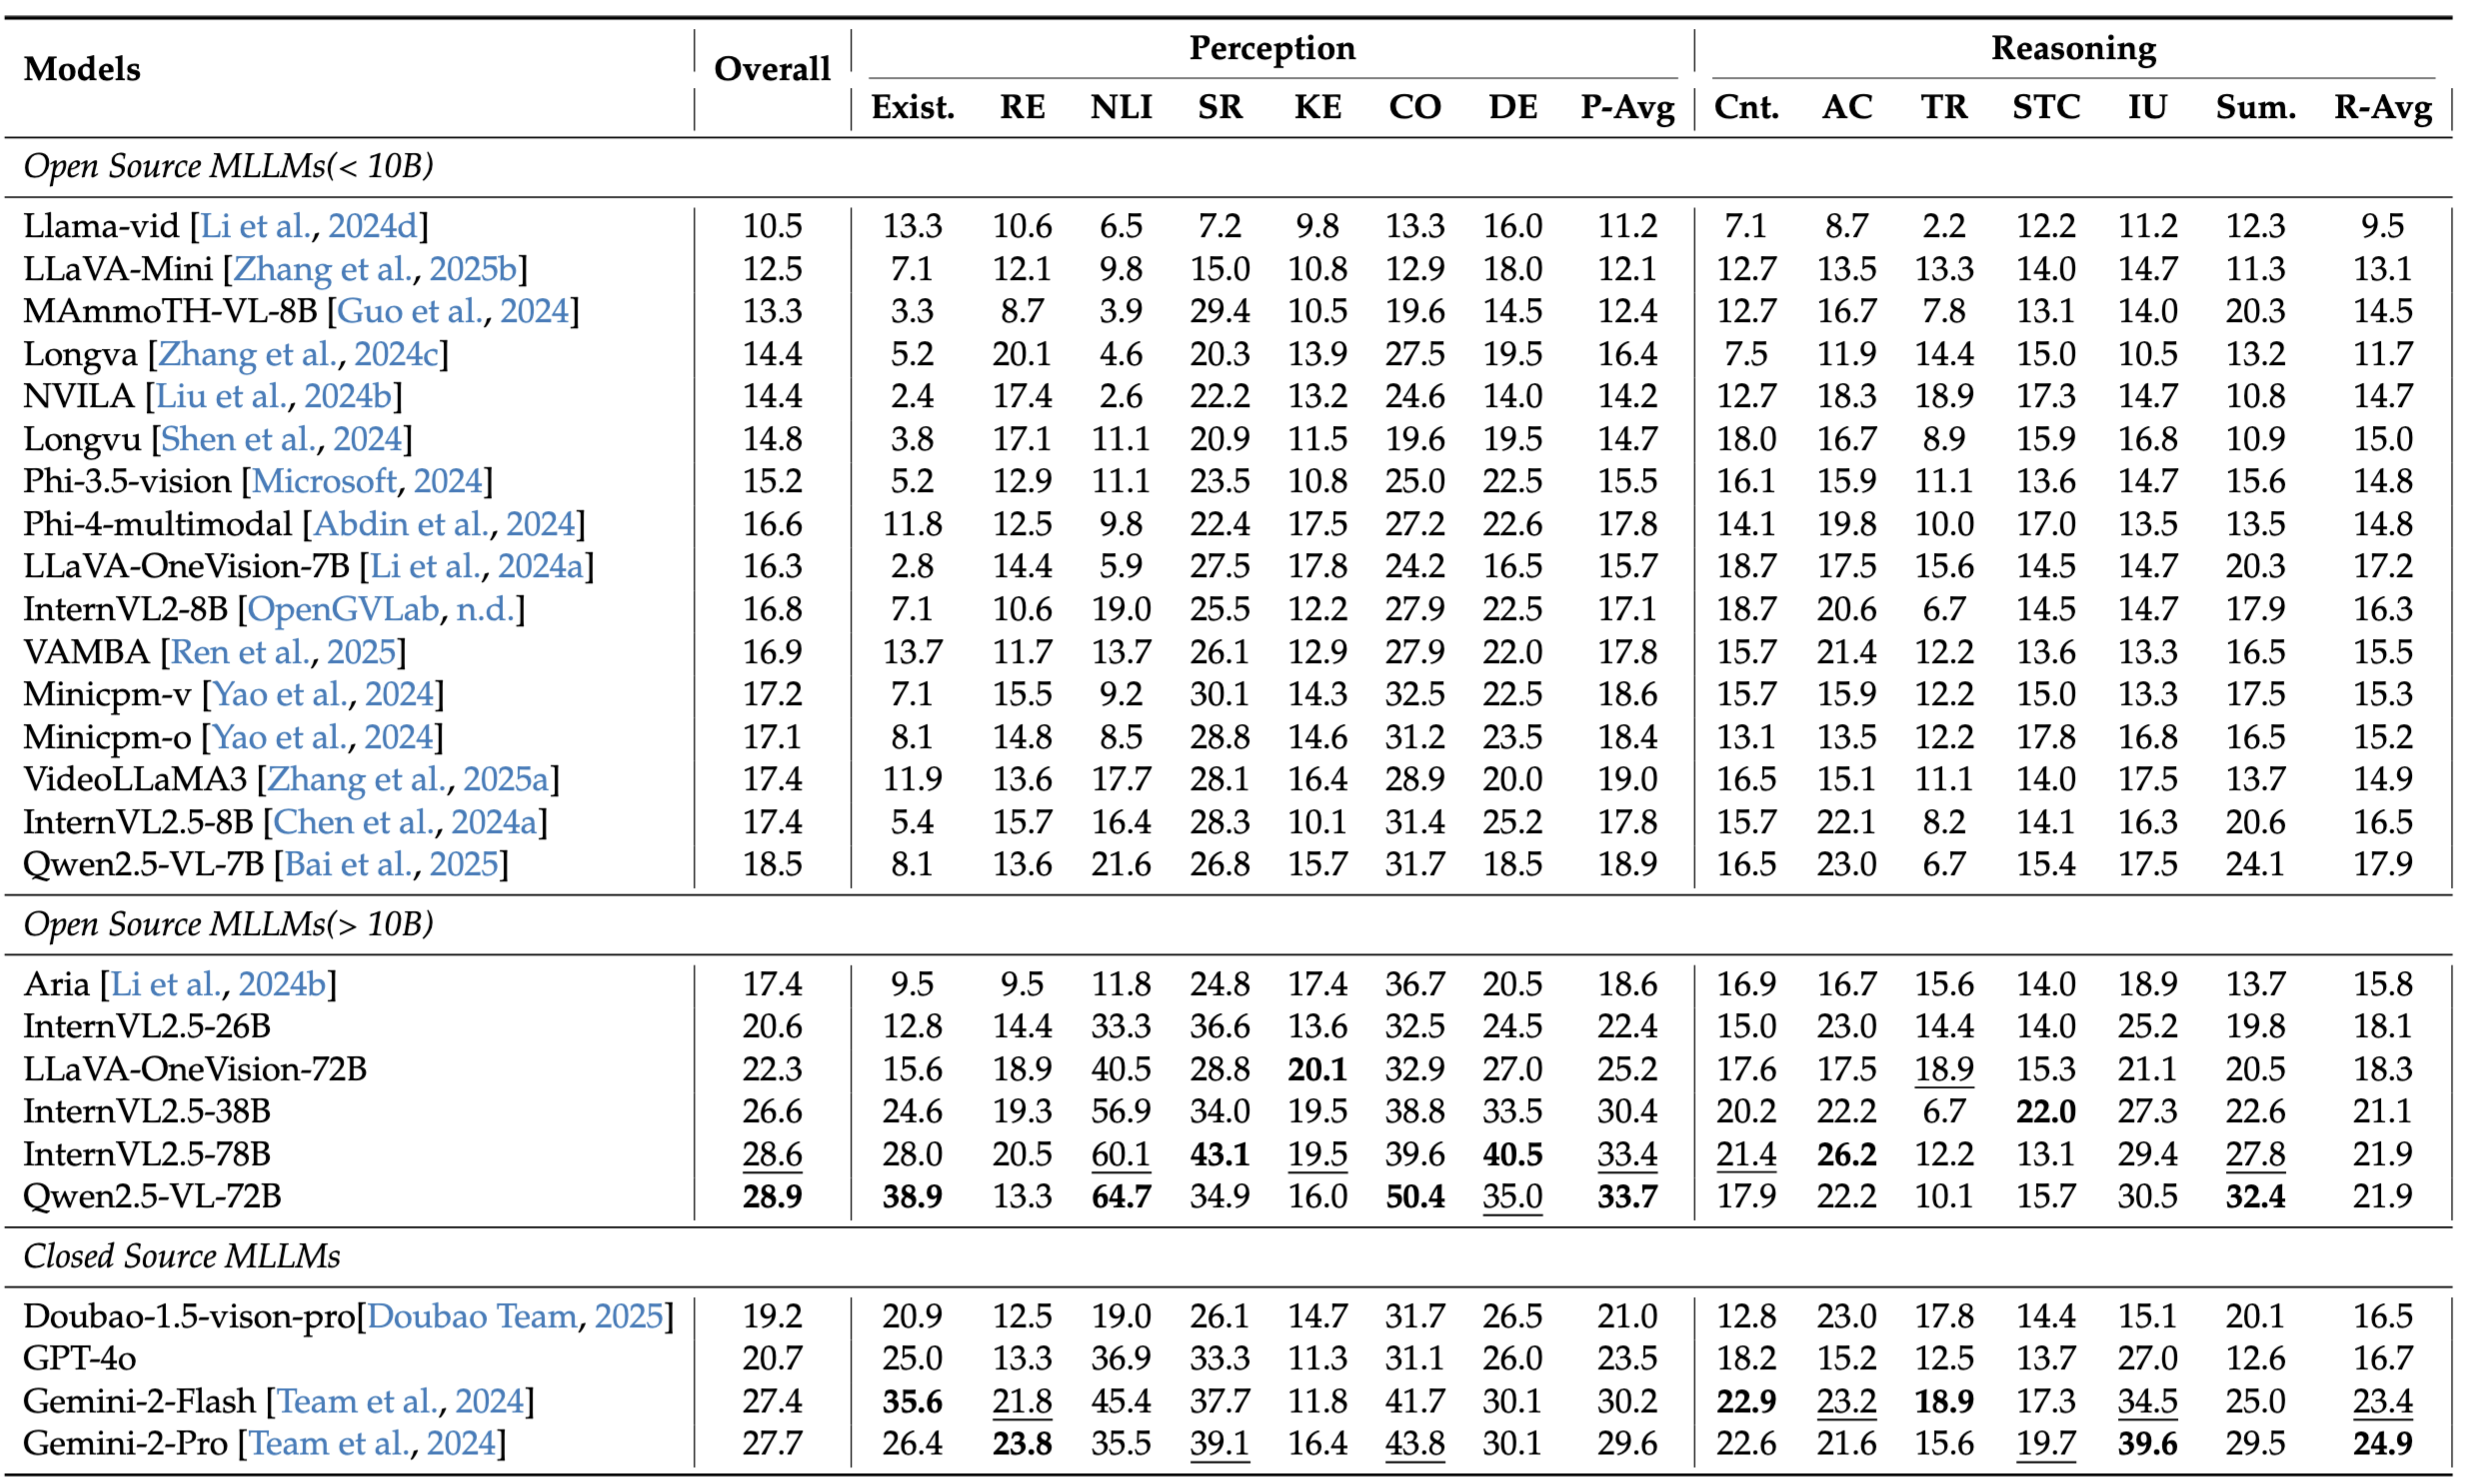 Models Overall Perception Reasoning
Exist. RE NLI SR KE CO DE P-Avg Cnt. AC TR STC IU Sum. R-Avg
Open Source MLLMs(< 10B)
Llama-vid [Li et al., 2024d] 10.5 13.3 10.6 6.5 7.2 9.8 13.3 16.0 11.2 7.1 8.7 2.2 12.2 11.2 12.3 9.5
LLaVA-Mini [Zhang et al., 2025b] 12.5 7.1 12.1 9.8 15.0 10.8 12.9 18.0 12.1 12.7 13.5 13.3 14.0 14.7 11.3 13.1
MAmmoTH-VL-8B [Guo et al., 2024] 13.3 3.3 8.7 3.9 29.4 10.5 19.6 14.5 12.4 12.7 16.7 7.8 13.1 14.0 20.3 14.5
Longva [Zhang et al., 2024c] 14.4 5.2 20.1 4.6 20.3 13.9 27.5 19.5 16.4 7.5 11.9 14.4 15.0 10.5 13.2 11.7
NVILA [Liu et al., 2024b] 14.4 2.4 17.4 2.6 22.2 13.2 24.6 14.0 14.2 12.7 18.3 18.9 17.3 14.7 10.8 14.7
Longvu [Shen et al., 2024] 14.8 3.8 17.1 11.1 20.9 11.5 19.6 19.5 14.7 18.0 16.7 8.9 15.9 16.8 10.9 15.0
Phi-3.5-vision [Microsoft, 2024] 15.2 5.2 12.9 11.1 23.5 10.8 25.0 22.5 15.5 16.1 15.9 11.1 13.6 14.7 15.6 14.8
Phi-4-multimodal [Abdin et al., 2024] 16.6 11.8 12.5 9.8 22.4 17.5 27.2 22.6 17.8 14.1 19.8 10.0 17.0 13.5 13.5 14.8
LLaVA-OneVision-7B [Li et al., 2024a] 16.3 2.8 14.4 5.9 27.5 17.8 24.2 16.5 15.7 18.7 17.5 15.6 14.5 14.7 20.3 17.2
InternVL2-8B [OpenGVLab, n.d.] 16.8 7.1 10.6 19.0 25.5 12.2 27.9 22.5 17.1 18.7 20.6 6.7 14.5 14.7 17.9 16.3
VAMBA [Ren et al., 2025] 16.9 13.7 11.7 13.7 26.1 12.9 27.9 22.0 17.8 15.7 21.4 12.2 13.6 13.3 16.5 15.5
Minicpm-v [Yao et al., 2024] 17.2 7.1 15.5 9.2 30.1 14.3 32.5 22.5 18.6 15.7 15.9 12.2 15.0 13.3 17.5 15.3
Minicpm-o [Yao et al., 2024] 17.1 8.1 14.8 8.5 28.8 14.6 31.2 23.5 18.4 13.1 13.5 12.2 17.8 16.8 16.5 15.2
VideoLLaMA3 [Zhang et al., 2025a] 17.4 11.9 13.6 17.7 28.1 16.4 28.9 20.0 19.0 16.5 15.1 11.1 14.0 17.5 13.7 14.9
InternVL2.5-8B [Chen et al., 2024a] 17.4 5.4 15.7 16.4 28.3 10.1 31.4 25.2 17.8 15.7 22.1 8.2 14.1 16.3 20.6 16.5
Qwen2.5-VL-7B [Bai et al., 2025] 18.5 8.1 13.6 21.6 26.8 15.7 31.7 18.5 18.9 16.5 23.0 6.7 15.4 17.5 24.1 17.9
Open Source MLLMs(> 10B)
Aria [Li et al., 2024b] 17.4 9.5 9.5 11.8 24.8 17.4 36.7 20.5 18.6 16.9 16.7 15.6 14.0 18.9 13.7 15.8
InternVL2.5-26B 20.6 12.8 14.4 33.3 36.6 13.6 32.5 24.5 22.4 15.0 23.0 14.4 14.0 25.2 19.8 18.1
LLaVA-OneVision-72B 22.3 15.6 18.9 40.5 28.8 20.1 32.9 27.0 25.2 17.6 17.5 18.9 15.3 21.1 20.5 18.3
InternVL2.5-38B 26.6 24.6 19.3 56.9 34.0 19.5 38.8 33.5 30.4 20.2 22.2 6.7 22.0 27.3 22.6 21.1
InternVL2.5-78B 28.6 28.0 20.5 60.1 43.1 19.5 39.6 40.5 33.4 21.4 26.2 12.2 13.1 29.4 27.8 21.9
Qwen2.5-VL-72B 28.9 38.9 13.3 64.7 34.9 16.0 50.4 35.0 33.7 17.9 22.2 10.1 15.7 30.5 32.4 21.9
Closed Source MLLMs
Doubao-1.5-vison-pro[Doubao Team, 2025] 19.2 20.9 12.5 19.0 26.1 14.7 31.7 26.5 21.0 12.8 23.0 17.8 14.4 15.1 20.1 16.5
GPT-4o 20.7 25.0 13.3 36.9 33.3 11.3 31.1 26.0 23.5 18.2 15.2 12.5 13.7 27.0 12.6 16.7
Gemini-2-Flash [Team et al., 2024] 27.4 35.6 21.8 45.4 37.7 11.8 41.7 30.1 30.2 22.9 23.2 18.9 17.3 34.5 25.0 23.4
Gemini-2-Pro [Team et al., 2024] 27.7 26.4 23.8 35.5 39.1 16.4 43.8 30.1 29.6 22.6 21.6 15.6 19.7 39.6 29.5 24.9